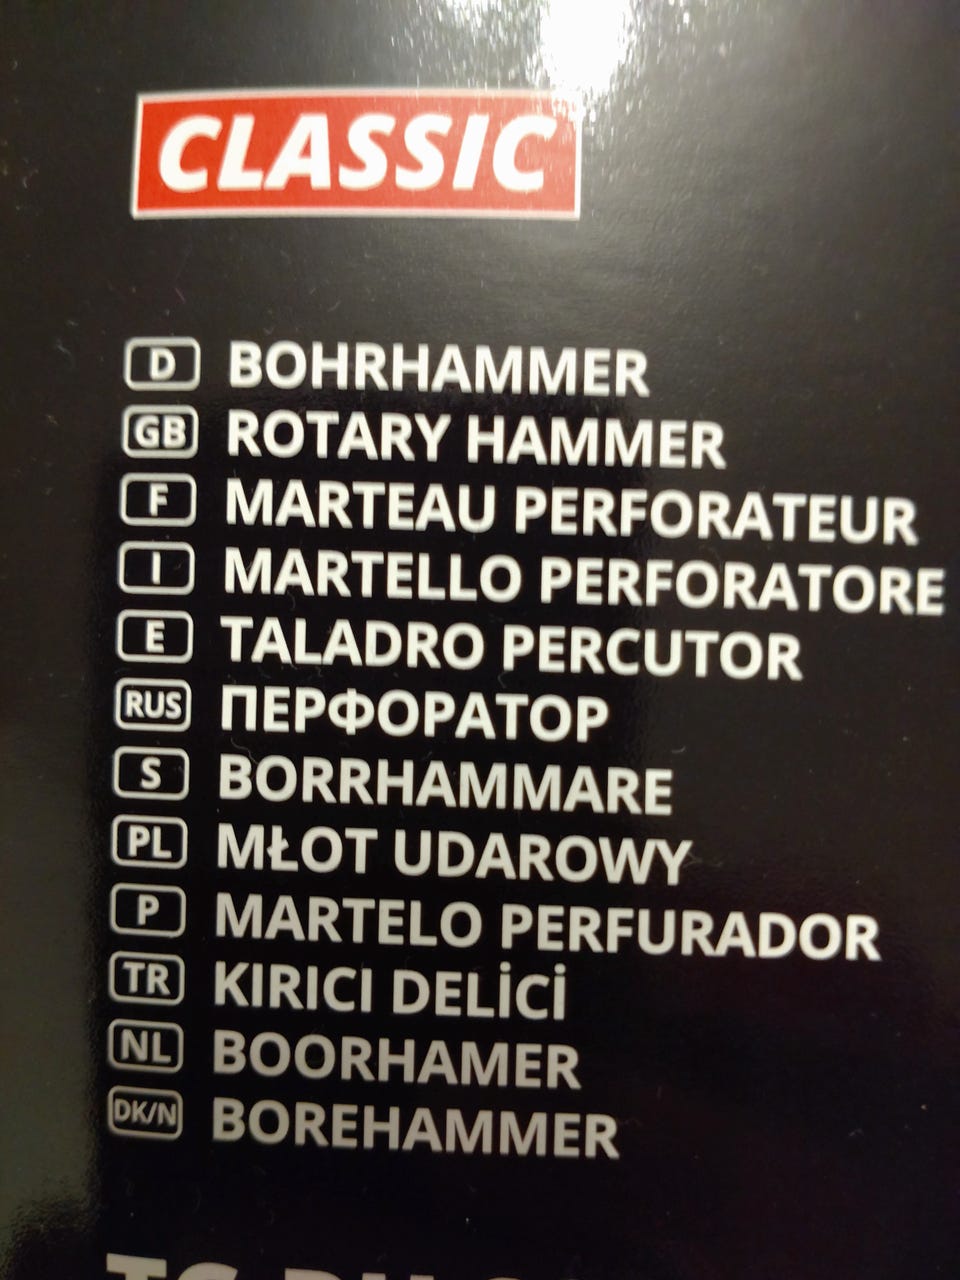 CLASSIC
D BOHRHAMMER
GB ROTARY HAMMER
F MARTEAU PERFORATEUR
I MARTELLO PERFORATORE
E TALADRO PERCUTOR
RUS ПЕРФОРАТОР
S BORRHAMMARE
PL MŁOT UDAROWY
P MARTELO PERFURADOR
TR KIRICI DELİCİ
NL BOORHAMER
DK/N BOREHAMMER